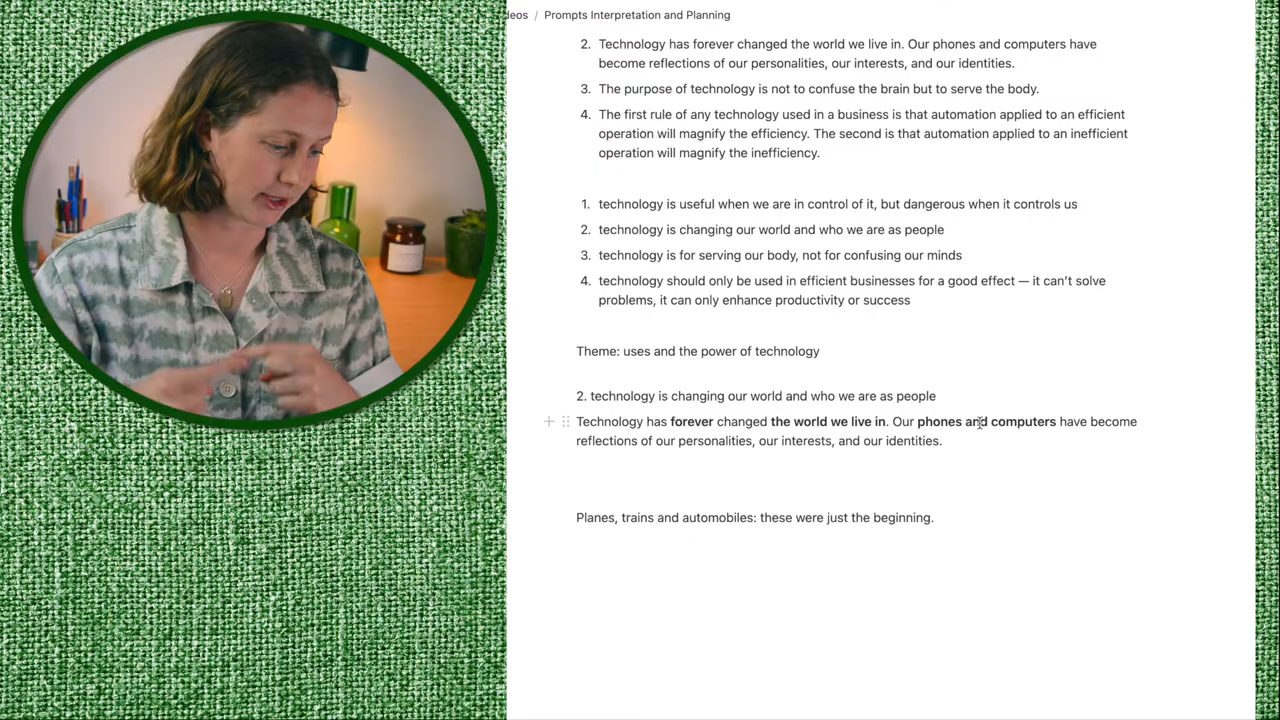 deos / Prompts Interpretation and Planning
2. Technology has forever changed the world we live in. Our phones and computers have
become reflections of our personalities, our interests, and our identities.
3. The purpose of technology is not to confuse the brain but to serve the body.
4. The first rule of any technology used in a business is that automation applied to an efficient
operation will magnify the efficiency. The second is that automation applied to an inefficient
operation will magnify the inefficiency.
1. technology is useful when we are in control of it, but dangerous when it controls us
2. technology is changing our world and who we are as people
3. technology is for serving our body, not for confusing our minds
4. technology should only be used in efficient businesses for a good effect — it can’t solve
problems, it can only enhance productivity or success
Theme: uses and the power of technology
2. technology is changing our world and who we are as people
Technology has forever changed the world we live in. Our phones and computers have become
reflections of our personalities, our interests, and our identities.
Planes, trains and automobiles: these were just the beginning.